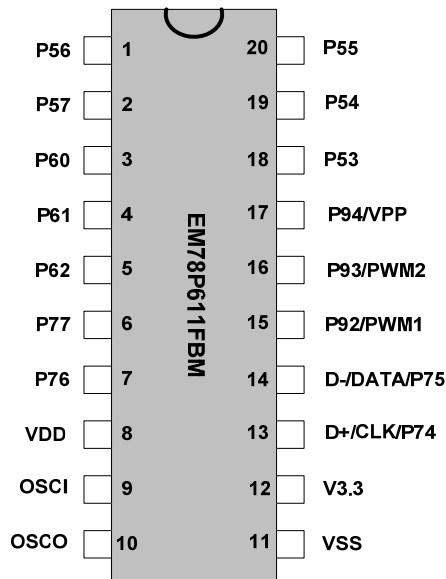 P56 1 20 P55
P57 2 19 P54
P60 3 18 P53
P61 4 17 P94/VPP
P62 5 16 P93/PWM2
P77 6 15 P92/PWM1
P76 7 14 D-/DATA/P75
VDD 8 13 D+/CLK/P74
OSCI 9 12 V3.3
OSCO 10 11 VSS
EM78P611FBM